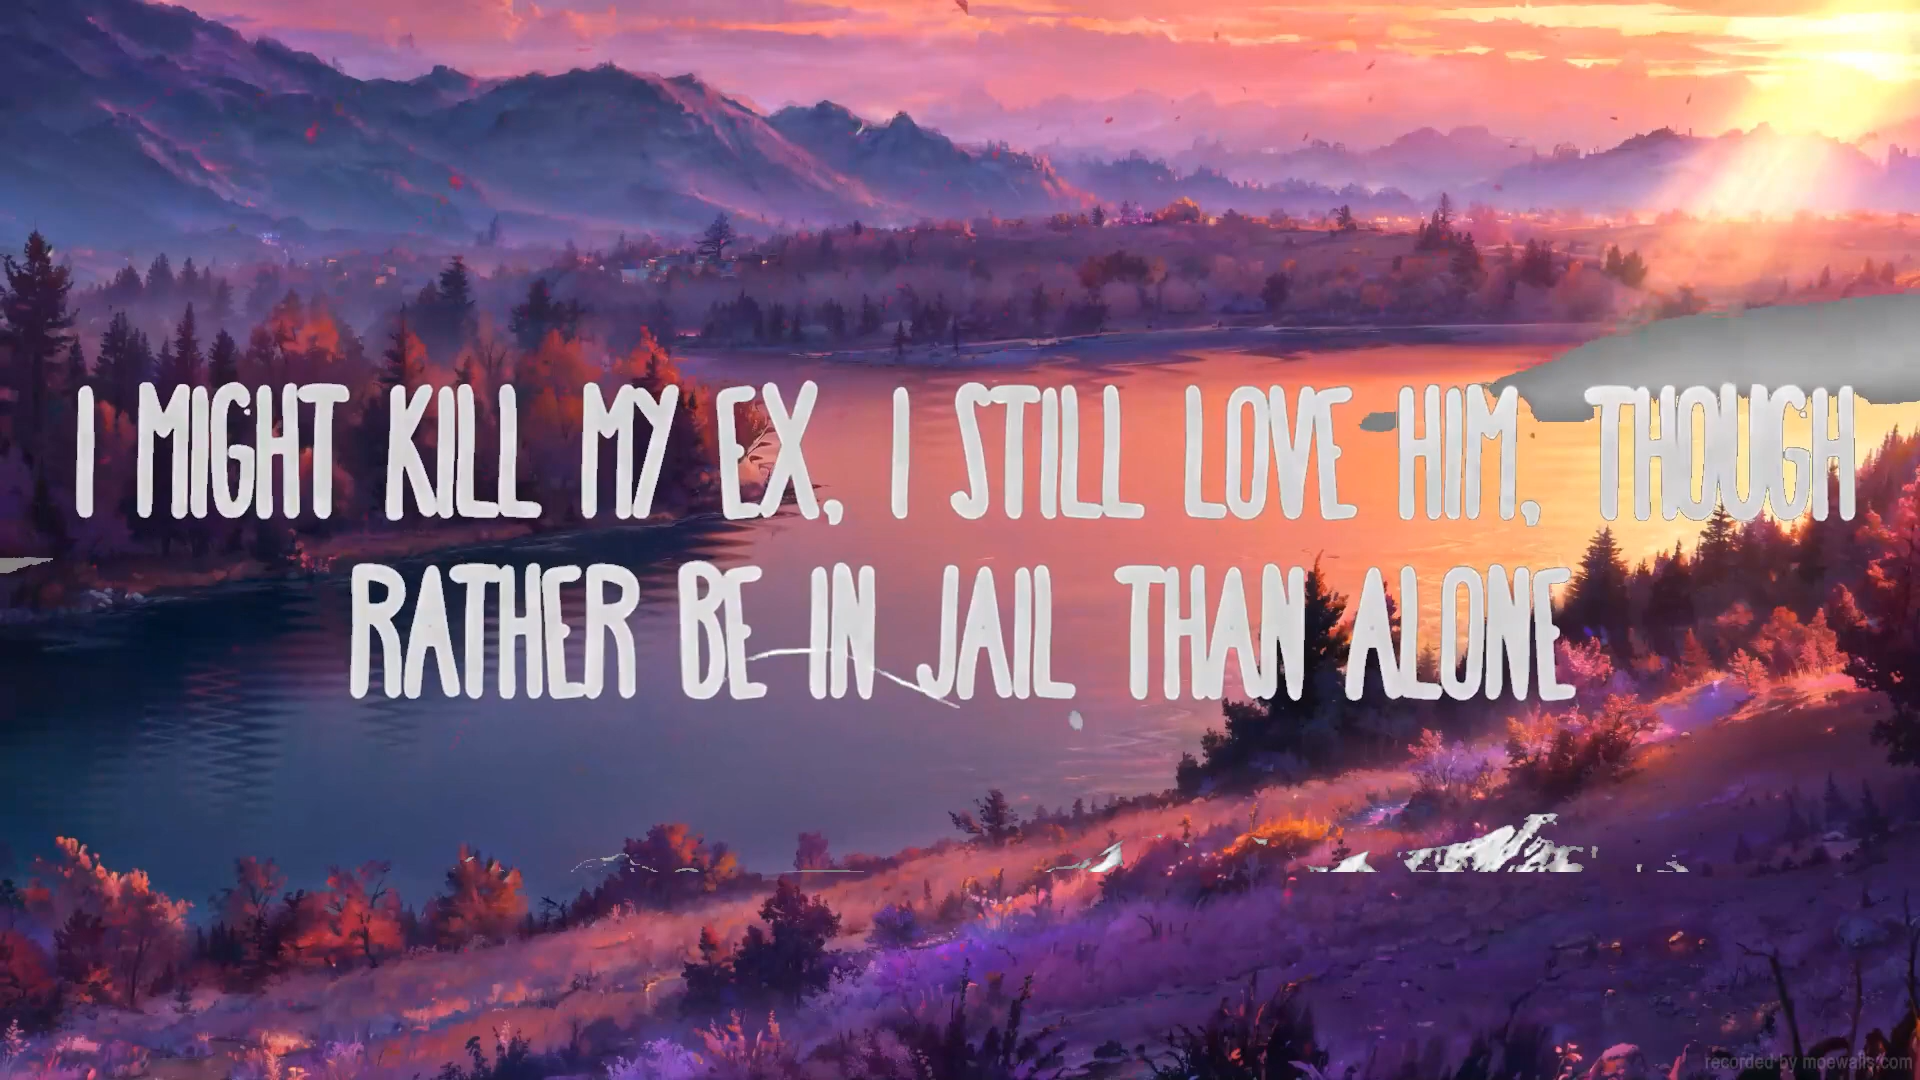 I MIGHT KILL MY EX, I STILL LOVE HIM, THOUGH
RATHER BE IN JAIL THAN ALONE
recorded by moewalls.com